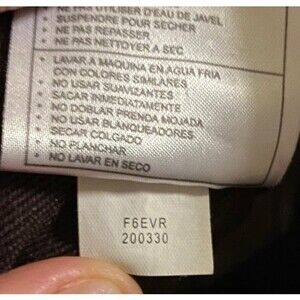 NE PAS UTILISER D'EAU DE JAVEL
• SUSPENDRE POUR SÉCHER
• NE PAS REPASSER
• NE PAS NETTOYER A SEC
• LAVAR A MAQUINA EN AGUA FRIA
CON COLORES SIMILARES
• NO USAR SUAVIZANTES
• SACAR INMEDIATAMENTE
• NO DOBLAR PRENDA MOJADA
• NO USAR BLANQUEADORES
SECAR COLGADO
• NO PLANCHAR
• NO LAVAR EN SECO
F6EVR
200330